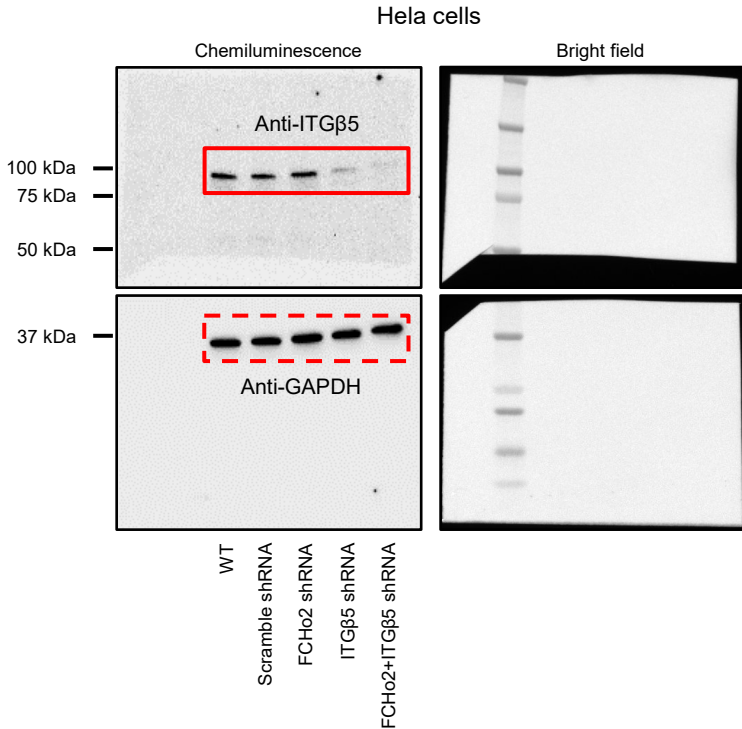 Hela cells
Chemiluminescence
Bright field
Anti-ITGβ5
100 kDa
75 kDa
50 kDa
37 kDa
Anti-GAPDH
WT
Scramble shRNA
FCHo2 shRNA
ITGβ5 shRNA
FCHo2+ITGβ5 shRNA